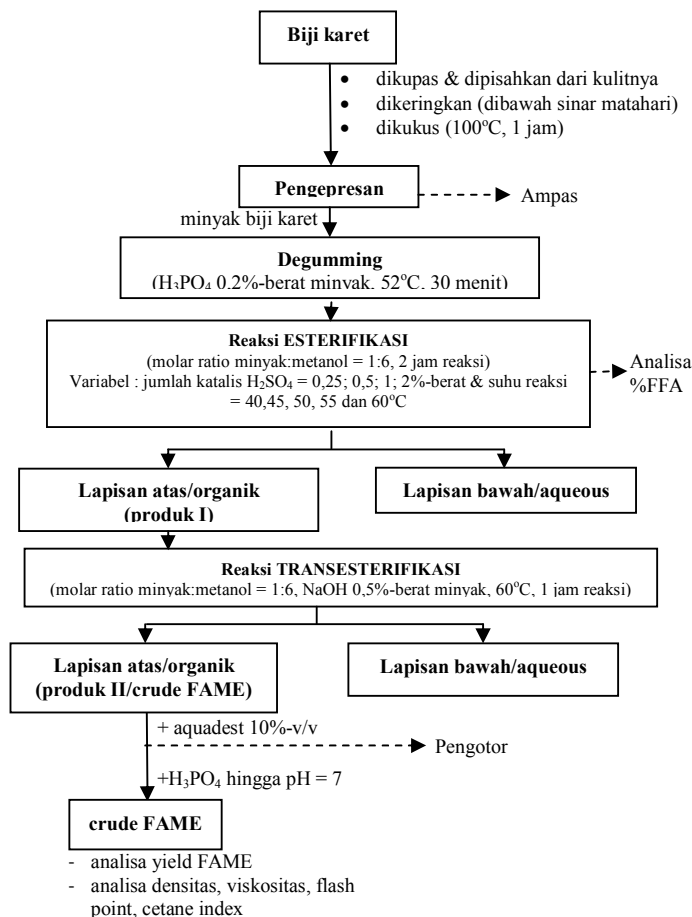 Biji karet
• dikupas & dipisahkan dari kulitnya
• dikeringkan (dibawah sinar matahari)
• dikukus (100°C, 1 jam)
Pengepresan
Ampas
minyak biji karet
Degumming
(H₃PO₄ 0,2%-berat minyak, 52°C, 30 menit)
Reaksi ESTERIFIKASI
(molar ratio minyak:metanol = 1:6, 2 jam reaksi)
Variabel : jumlah katalis H₂SO₄ = 0,25; 0,5; 1; 2%-berat & suhu reaksi
= 40,45, 50, 55 dan 60°C
Analisa
%FFA
Lapisan atas/organik
(produk I)
Lapisan bawah/aqueous
Reaksi TRANSESTERIFIKASI
(molar ratio minyak:metanol = 1:6, NaOH 0,5%-berat minyak, 60°C, 1 jam reaksi)
Lapisan atas/organik
(produk II/crude FAME)
Lapisan bawah/aqueous
+ aquadest 10%-v/v
Pengotor
+H₃PO₄ hingga pH = 7
crude FAME
- analisa yield FAME
- analisa densitas, viskositas, flash
point, cetane index